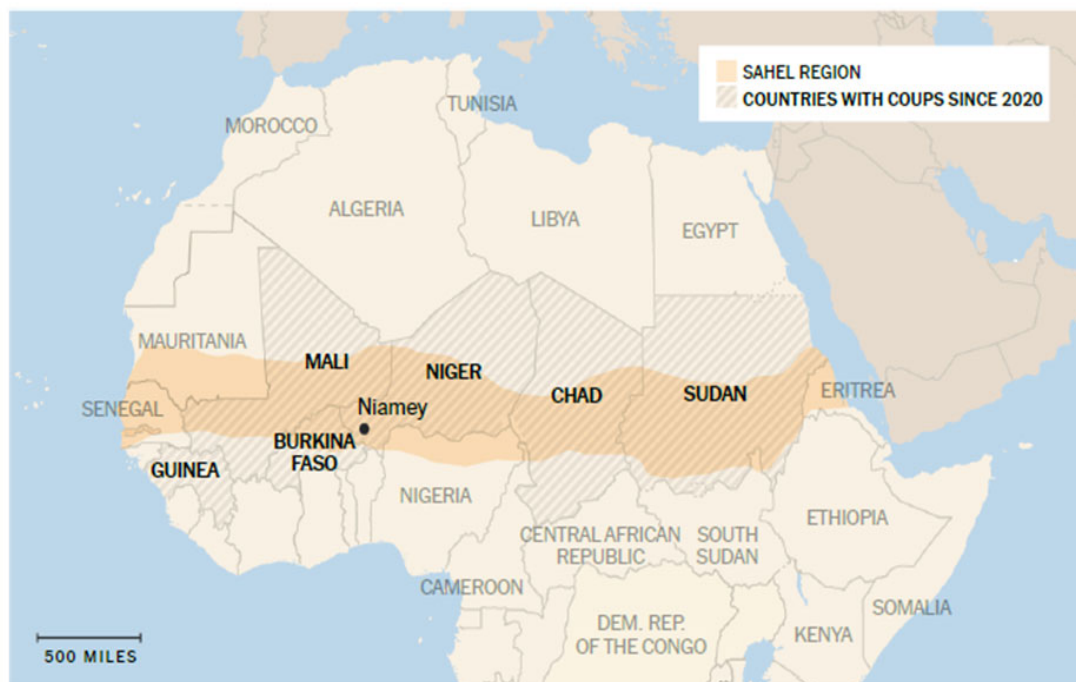 SAHEL REGION
COUNTRIES WITH COUPS SINCE 2020
TUNISIA
MOROCCO
ALGERIA
LIBYA
EGYPT
MAURITANIA
MALI
NIGER
CHAD
SUDAN
ERITREA
SENEGAL
Niamey
BURKINA
FASO
GUINEA
NIGERIA
ETHIOPIA
CENTRAL AFRICAN
REPUBLIC
SOUTH
SUDAN
CAMEROON
SOMALIA
DEM. REP.
OF THE CONGO
KENYA
500 MILES